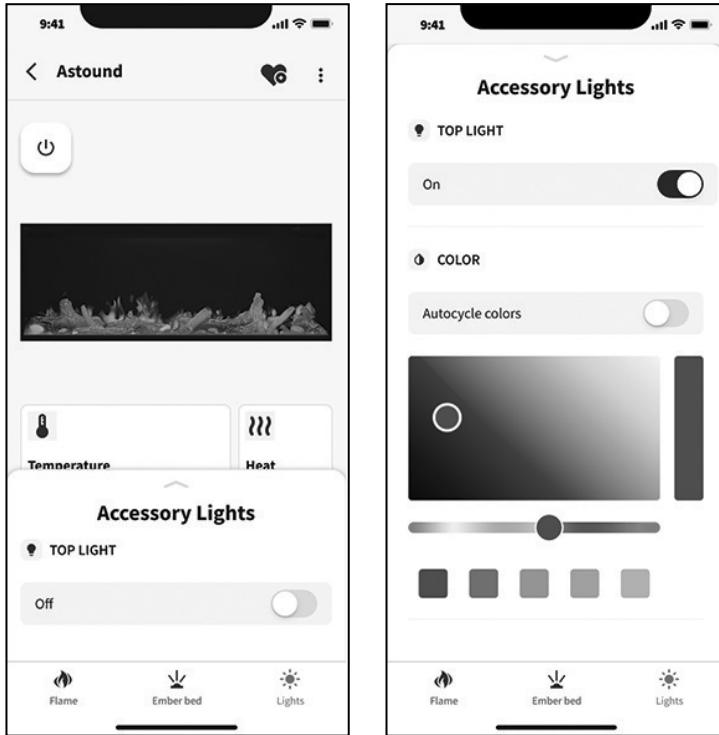 9:41
Astound
Temperature
Heat
Accessory Lights
TOP LIGHT
Off
Flame
Ember bed
Lights
9:41
Accessory Lights
TOP LIGHT
On
COLOR
Autocycle colors
Flame
Ember bed
Lights